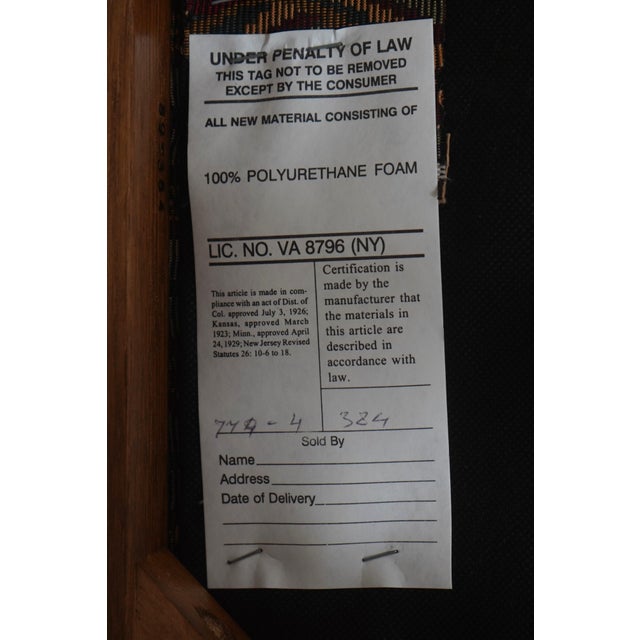 UNDER PENALTY OF LAW
THIS TAG NOT TO BE REMOVED
EXCEPT BY THE CONSUMER
ALL NEW MATERIAL CONSISTING OF
100% POLYURETHANE FOAM
LIC. NO. VA 8796 (NY)
This article is made in com-
pliance with an act of Dist. of
Col. approved July 3, 1926;
Kansas, approved March
1923; Minn., approved April
24, 1929; New Jersey Revised
Statutes 26: 10-6 to 18.
Certification is
made by the
manufacturer that
the materials in
this article are
described in
accordance with
law.
384
Sold By
Name
Address
Date of Delivery